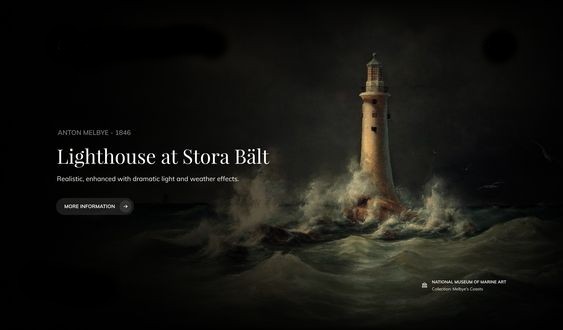 ANTON MELBYE - 1846
Lighthouse at Stora Bält
Realistic, enhanced with dramatic light and weather effects.
MORE INFORMATION
NATIONAL MUSEUM OF MARINE ART
Collection: Melbye's Coasts